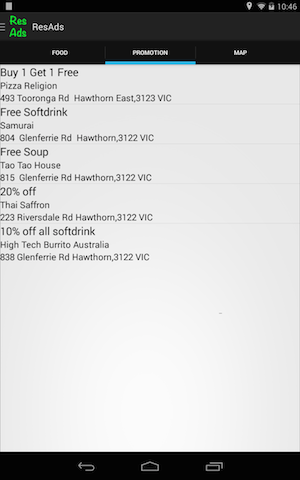 10:46
Res
Ads
ResAds
FOOD
PROMOTION
MAP
Buy 1 Get 1 Free
Pizza Religion
493 Tooronga Rd  Hawthorn East,3123 VIC
Free Softdrink
Samurai
804  Glenferrie Rd  Hawthorn,3122 VIC
Free Soup
Tao Tao House
815  Glenferrie Rd Hawthorn,3122 VIC
20% off
Thai Saffron
223 Riversdale Rd Hawthorn,3122 VIC
10% off all softdrink
High Tech Burrito Australia
838 Glenferrie Rd Hawthorn,3122 VIC